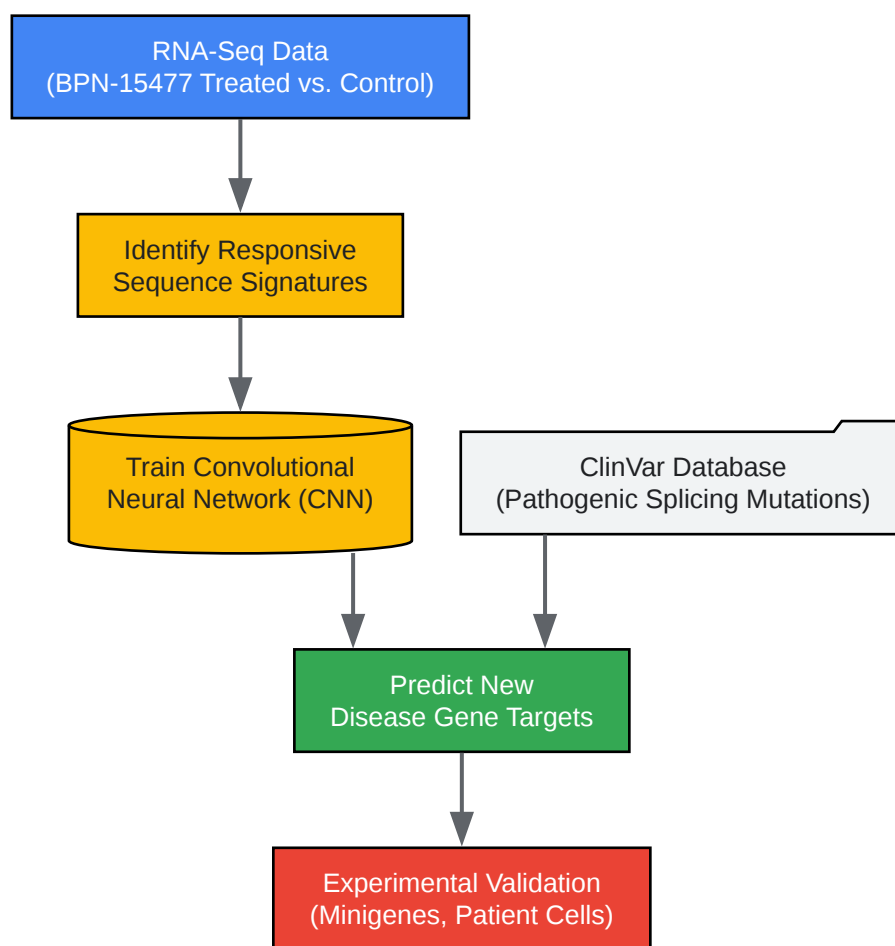 RNA-Seq Data
(BPN-15477 Treated vs. Control)
Identify Responsive
Sequence Signatures
Train Convolutional
Neural Network (CNN)
ClinVar Database
(Pathogenic Splicing Mutations)
Predict New
Disease Gene Targets
Experimental Validation
(Minigenes, Patient Cells)